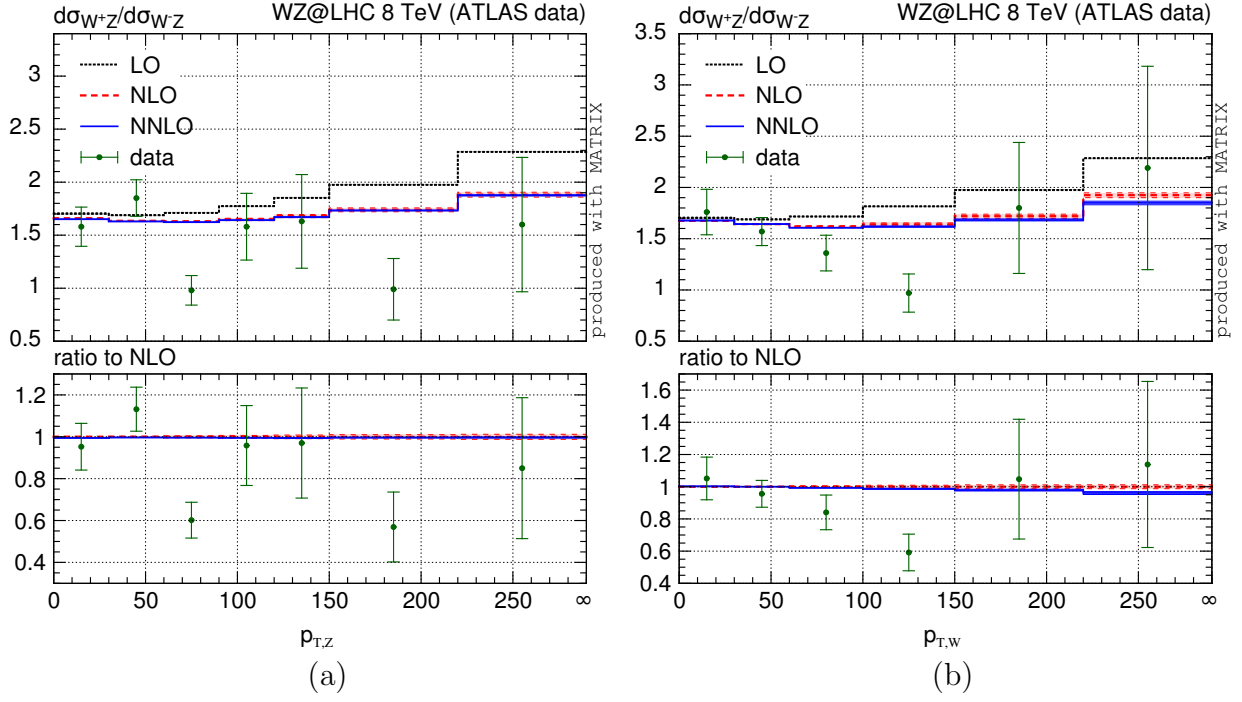 dσW+Z/dσW-Z
WZ@LHC 8 TeV (ATLAS data)
3
2.5
2
1.5
1
0.5
LO
NLO
NNLO
data
produced with MATRIX
ratio to NLO
1.2
1
0.8
0.6
0.4
0
50
100
150
200
250
∞
pT,Z
(a)
dσW+Z/dσW-Z
WZ@LHC 8 TeV (ATLAS data)
3.5
3
2.5
2
1.5
1
0.5
LO
NLO
NNLO
data
produced with MATRIX
ratio to NLO
1.6
1.4
1.2
1
0.8
0.6
0.4
0
50
100
150
200
250
∞
pT,W
(b)